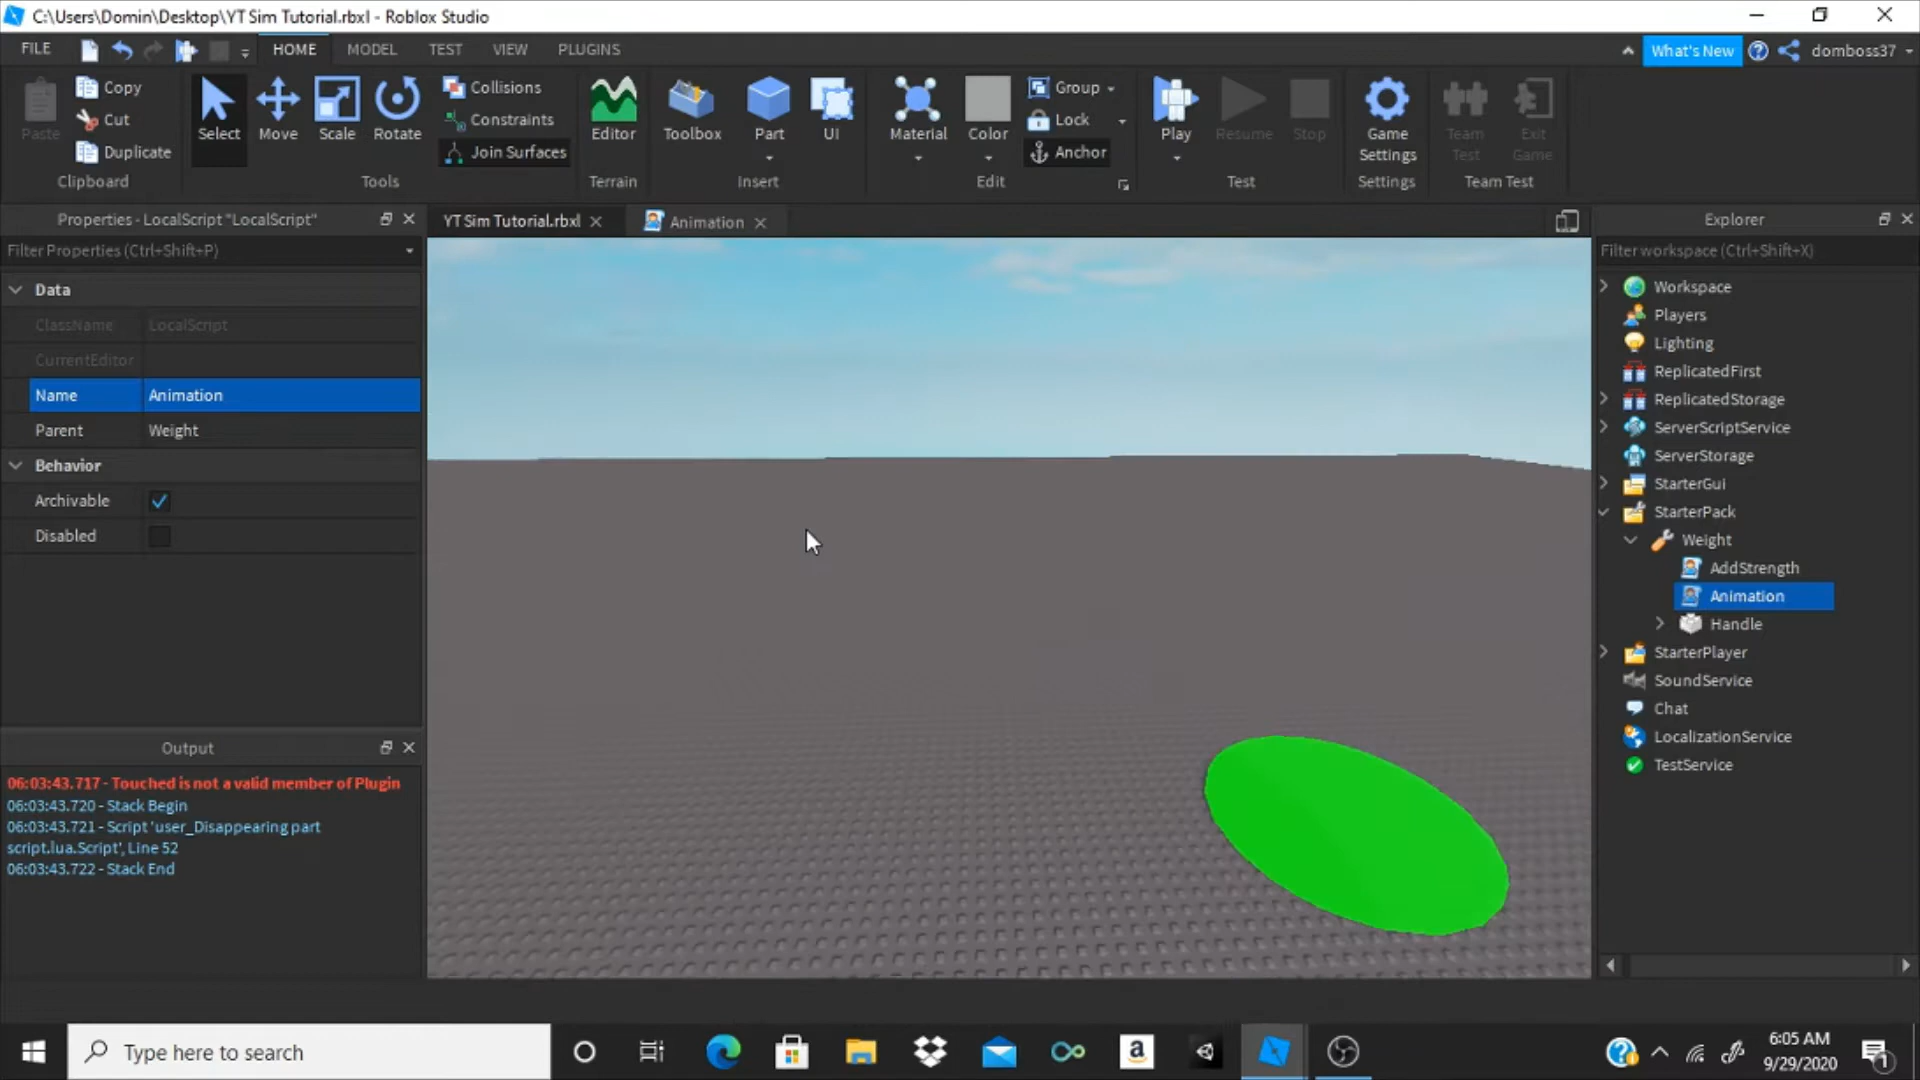 C:\Users\Domin\Desktop\YT Sim Tutorial.rbxl - Roblox Studio
FILE
HOME
MODEL
TEST
VIEW
PLUGINS
What's New
domboss37
Paste
Copy
Cut
Duplicate
Clipboard
Select
Move
Scale
Rotate
Collisions
Constraints
Join Surfaces
Tools
Editor
Terrain
Toolbox
Part
UI
Insert
Material
Color
Group
Lock
Anchor
Edit
Play
Resume
Stop
Test
Game
Settings
Settings
Team
Test
Exit
Game
Team Test
Properties - LocalScript "LocalScript"
Filter Properties (Ctrl+Shift+P)
Data
ClassName LocalScript
CurrentEditor
Name Animation
Parent Weight
Behavior
Archivable
Disabled
Output
06:03:43.717 - Touched is not a valid member of Plugin
06:03:43.720 - Stack Begin
06:03:43.721 - Script 'user_Disappearing part
script.lua.Script', Line 52
06:03:43.722 - Stack End
YT Sim Tutorial.rbxl
Animation
Explorer
Filter workspace (Ctrl+Shift+X)
Workspace
Players
Lighting
ReplicatedFirst
ReplicatedStorage
ServerScriptService
ServerStorage
StarterGui
StarterPack
Weight
AddStrength
Animation
Handle
StarterPlayer
SoundService
Chat
LocalizationService
TestService
Type here to search
a
6:05 AM
9/29/2020
1